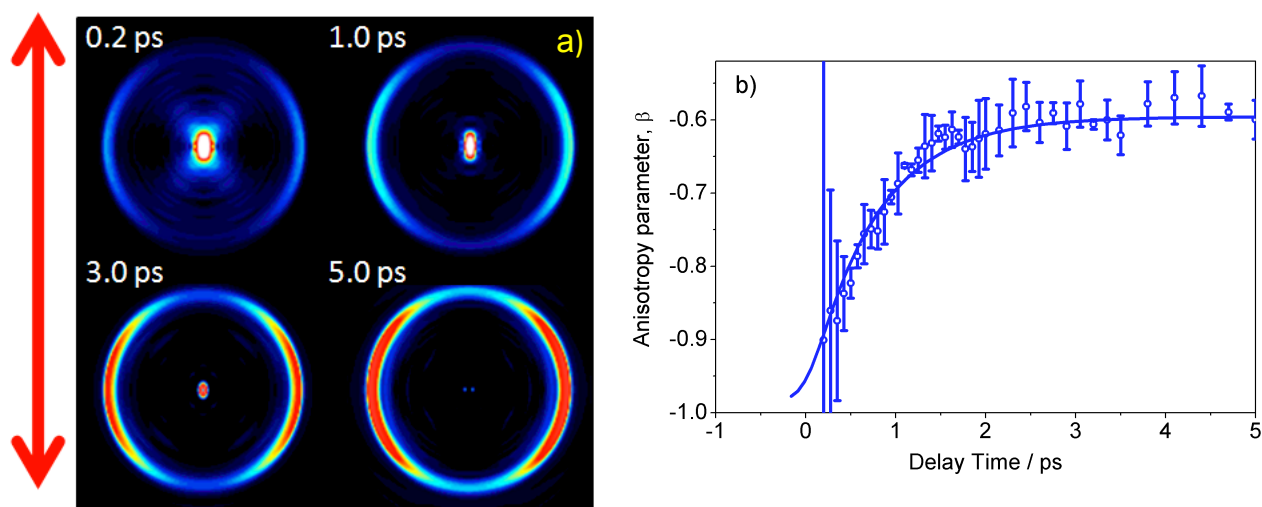 0.2 ps
1.0 ps
a)
3.0 ps
5.0 ps
b)
Anisotropy parameter, β
-0.6
-0.7
-0.8
-0.9
-1.0
-1
0
1
2
3
4
5
Delay Time / ps